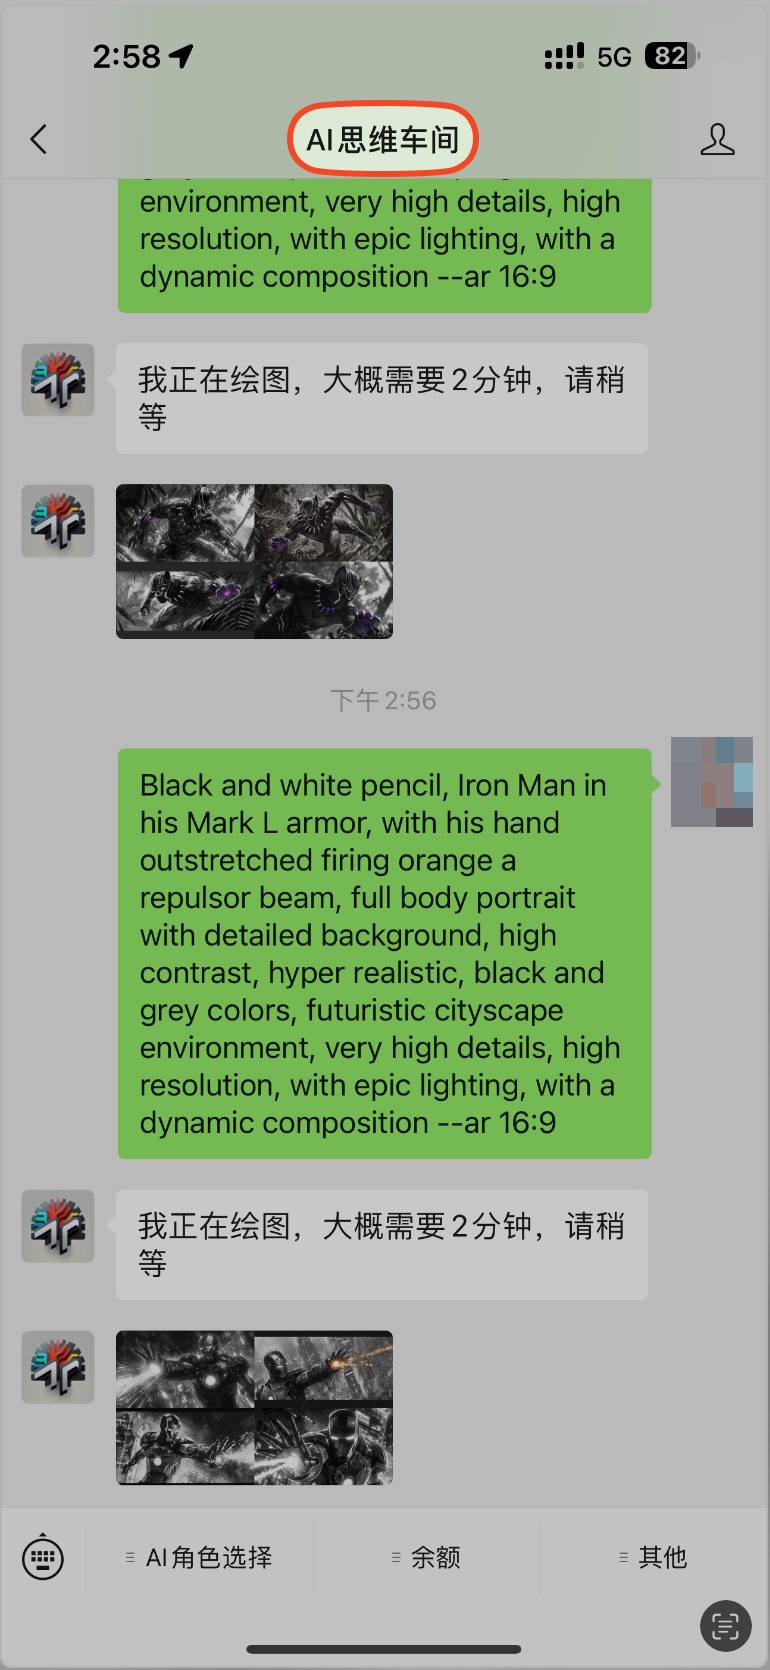 2:58
5G
82
AI思维车间
environment, very high details, high
resolution, with epic lighting, with a
dynamic composition --ar 16:9
我正在绘图，大概需要2分钟，请稍
等
下午2:56
Black and white pencil, Iron Man in
his Mark L armor, with his hand
outstretched firing orange a
repulsor beam, full body portrait
with detailed background, high
contrast, hyper realistic, black and
grey colors, futuristic cityscape
environment, very high details, high
resolution, with epic lighting, with a
dynamic composition --ar 16:9
我正在绘图，大概需要2分钟，请稍
等
AI角色选择
余额
其他